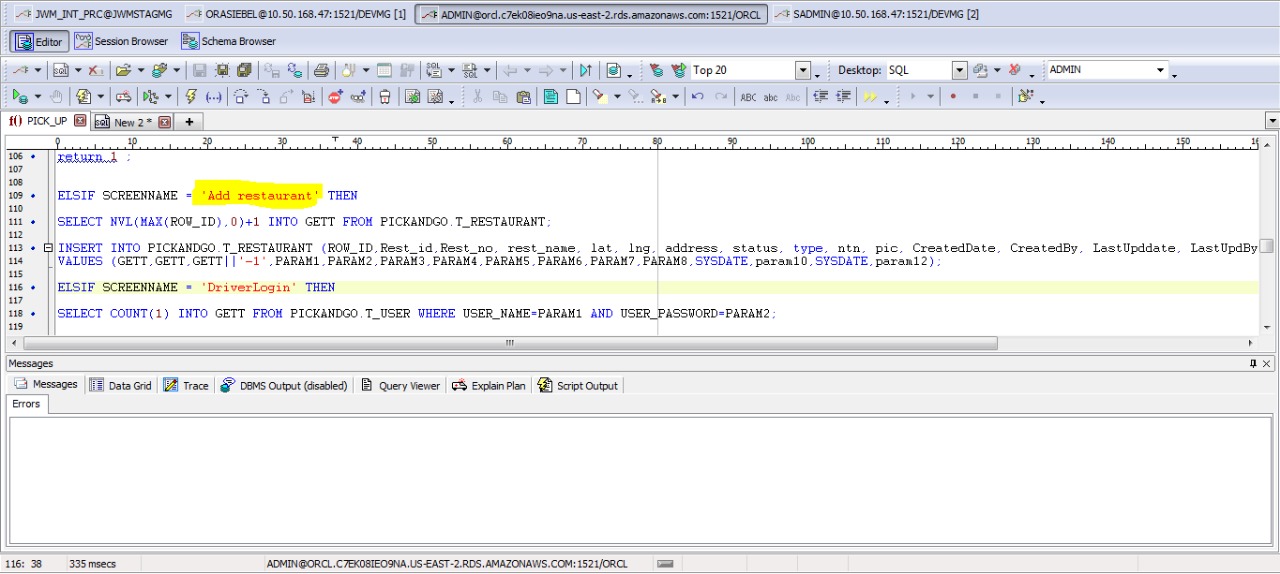 JWM_INT_PRC@JWMSTAGMG ORASIEBEL@10.50.168.47:1521/DEVMG [1] ADMIN@orcl.c7ek08ieo9na.us-east-2.rds.amazonaws.com:1521/ORCL SADMIN@10.50.168.47:1521/DEVMG [2]
Editor Session Browser Schema Browser
SQL Top 20 Desktop: SQL ADMIN
ABC abc Abc
f() PICK_UP SQL New 2 * +
0 10 20 30 40 50 60 70 80 90 100 110 120 130 140 150 16
106 return 1 ;
107
108
109 ELSIF SCREENNAME = 'Add restaurant' THEN
110
111 SELECT NVL(MAX(ROW_ID),0)+1 INTO GETT FROM PICKANDGO.T_RESTAURANT;
112
113 INSERT INTO PICKANDGO.T_RESTAURANT (ROW_ID,Rest_id,Rest_no, rest_name, lat, lng, address, status, type, ntn, pic, CreatedDate, CreatedBy, LastUpddate, LastUpdBy
114 VALUES (GETT,GETT,GETT||'-1',PARAM1,PARAM2,PARAM3,PARAM4,PARAM5,PARAM6,PARAM7,PARAM8,SYSDATE,param10,SYSDATE,param12);
115
116 ELSIF SCREENNAME = 'DriverLogin' THEN
117
118 SELECT COUNT(1) INTO GETT FROM PICKANDGO.T_USER WHERE USER_NAME=PARAM1 AND USER_PASSWORD=PARAM2;
119
Messages
Messages Data Grid Trace DBMS Output (disabled) Query Viewer Explain Plan Script Output
Errors
116: 38 335 msecs ADMIN@ORCL.C7EK08IEO9NA.US-EAST-2.RDS.AMAZONAWS.COM:1521/ORCL